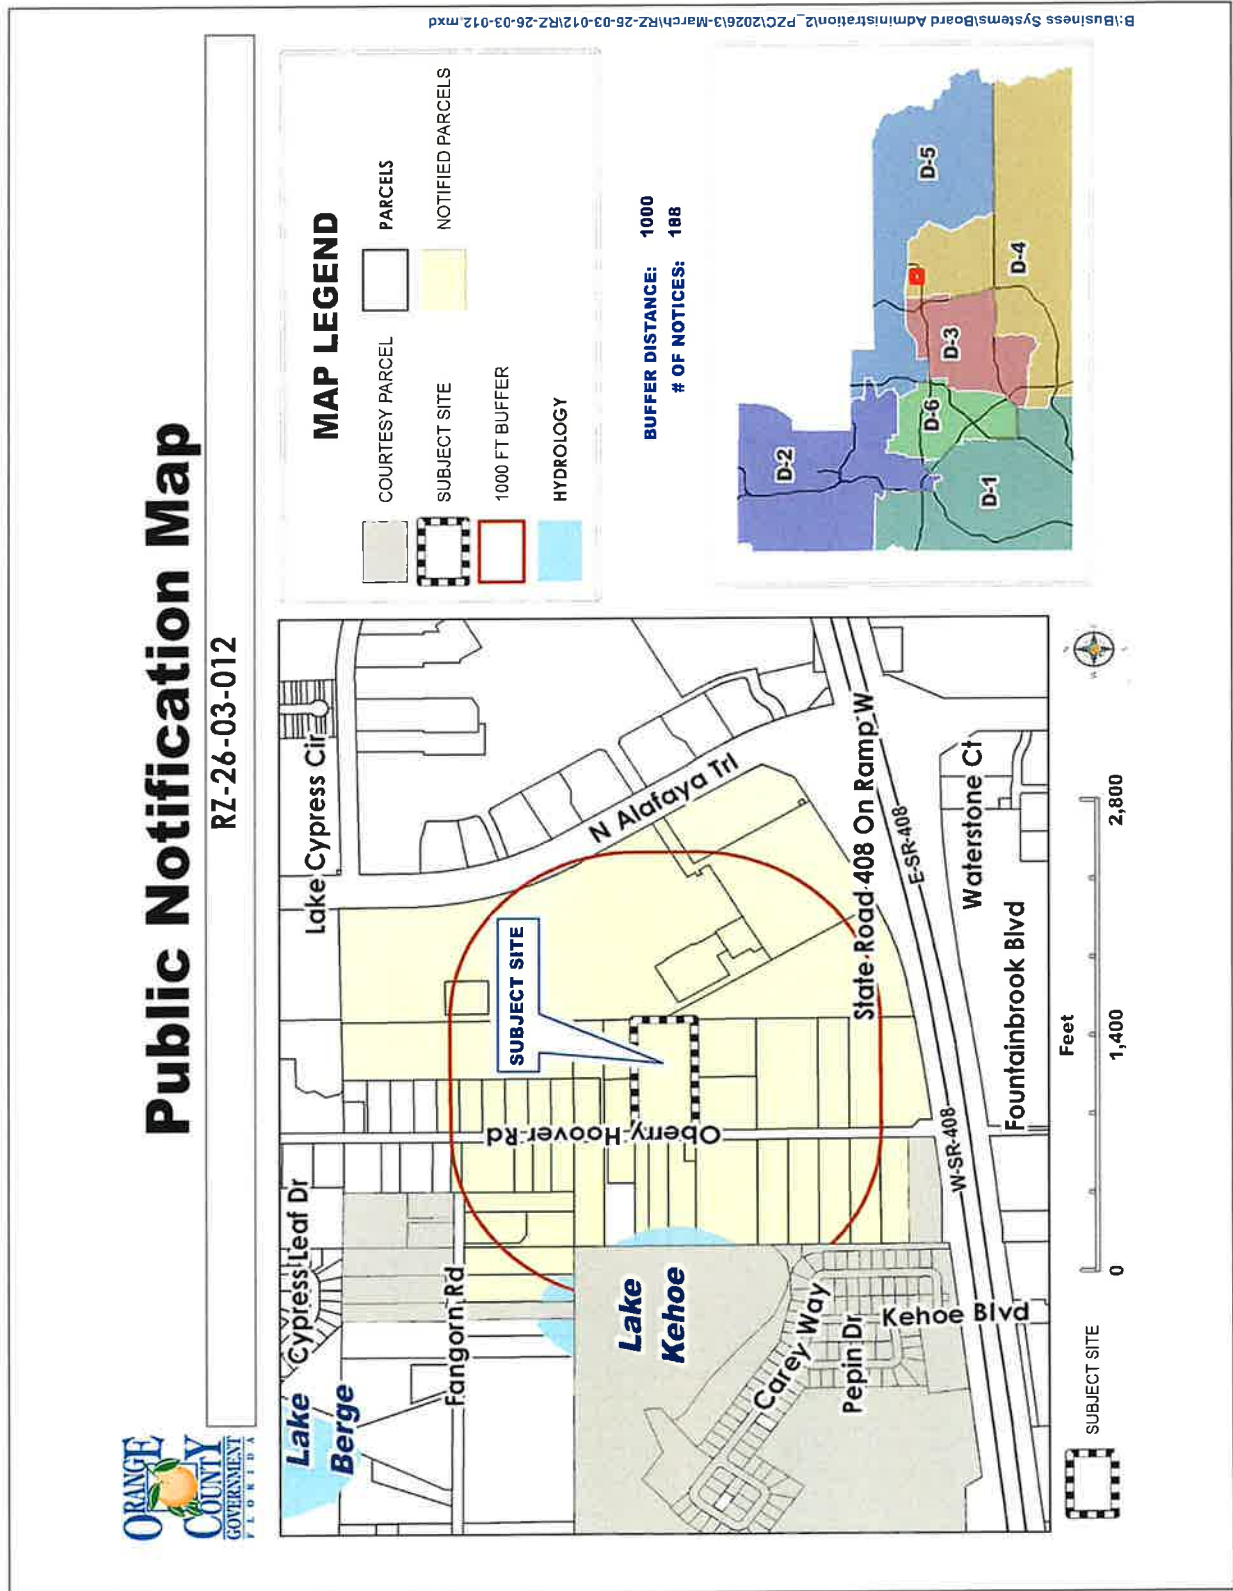 ORANGE
COUNTY
GOVERNMENT
FLORIDA
Public Notification Map
RZ-26-03-012
Lake
Berge
Cypress Leaf Dr
Lake Cypress Cir
Fangorn Rd
Oberry Hoover Rd
SUBJECT SITE
N Alafaya Trl
Lake
Kehoe
Carey Way
Pepin Dr
Kehoe Blvd
State Road 408 On Ramp W
E-SR-408
W-SR-408
Waterstone Ct
Fountainbrook Blvd
MAP LEGEND
COURTESY PARCEL
PARCELS
SUBJECT SITE
NOTIFIED PARCELS
1000 FT BUFFER
HYDROLOGY
BUFFER DISTANCE: 1000
# OF NOTICES: 188
D-2
D-5
D-6
D-3
D-4
D-1
SUBJECT SITE
Feet
0 1,400 2,800
B:\Business Systems\Board Administration\2_PZC\2026\3-March\RZ-26-03-012\RZ-26-03-012.mxd